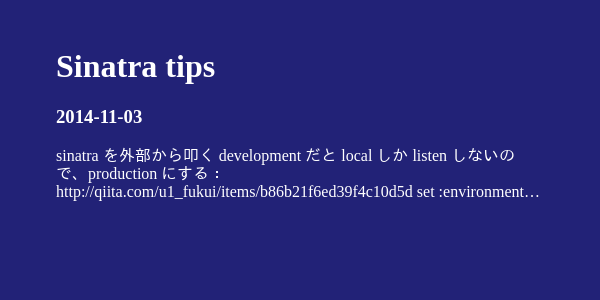 Sinatra tips
2014-11-03
sinatra を外部から叩く development だと local しか listen しないの
で、production にする：
http://qiita.com/u1_fukui/items/b86b21f6ed39f4c10d5d set :environment…